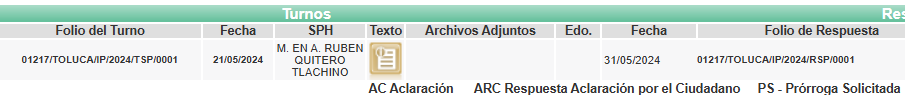 Turnos Res
Folio del Turno Fecha SPH Texto Archivos Adjuntos Edo. Fecha Folio de Respuesta
01217/TOLUCA/IP/2024/TSP/0001 21/05/2024 M. EN A. RUBEN QUITERO TLACHINO 31/05/2024 01217/TOLUCA/IP/2024/RSP/0001
AC Aclaración ARC Respuesta Aclaración por el Ciudadano PS - Prórroga Solicitada